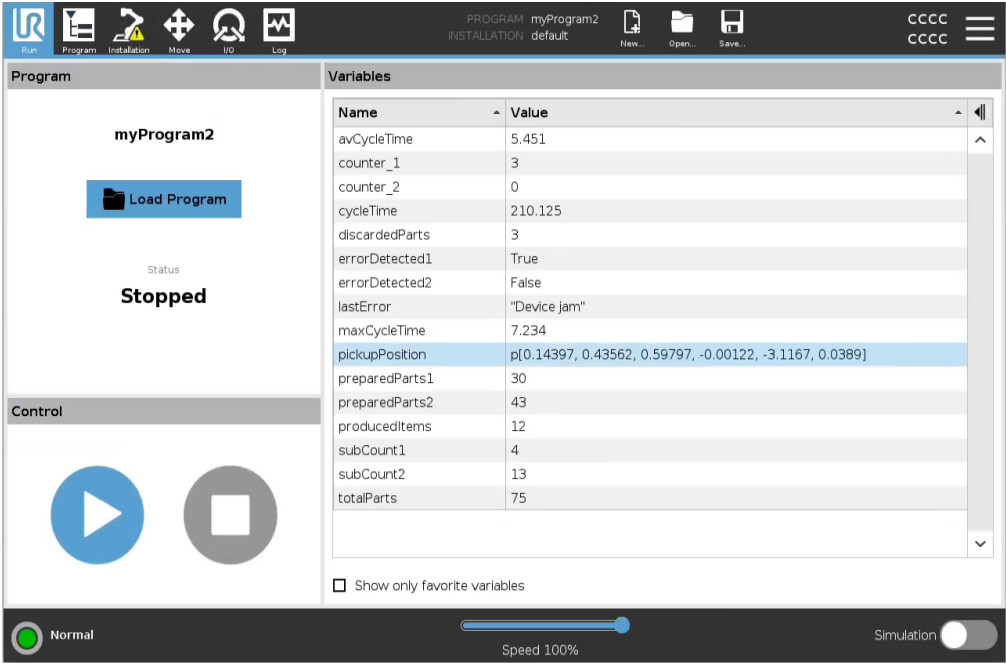 PROGRAM myProgram2
INSTALLATION default
CCCC
CCCC
Run Program Installation Move I/O Log New... Open... Save...
Program
myProgram2
Load Program
Status
Stopped
Control
Variables
Name Value
avCycleTime 5.451
counter_1 3
counter_2 0
cycleTime 210.125
discardedParts 3
errorDetected1 True
errorDetected2 False
lastError "Device jam"
maxCycleTime 7.234
pickupPosition p[0.14397, 0.43562, 0.59797, -0.00122, -3.1167, 0.0389]
preparedParts1 30
preparedParts2 43
producedItems 12
subCount1 4
subCount2 13
totalParts 75
Show only favorite variables
Normal
Speed 100%
Simulation